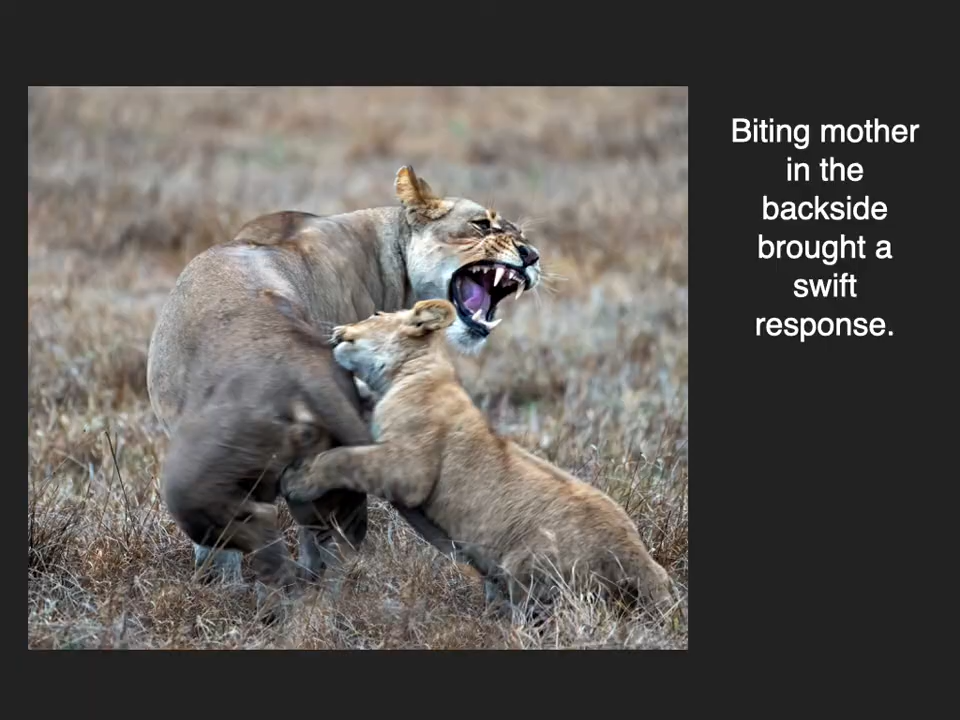 Biting mother
in the
backside
brought a
swift
response.